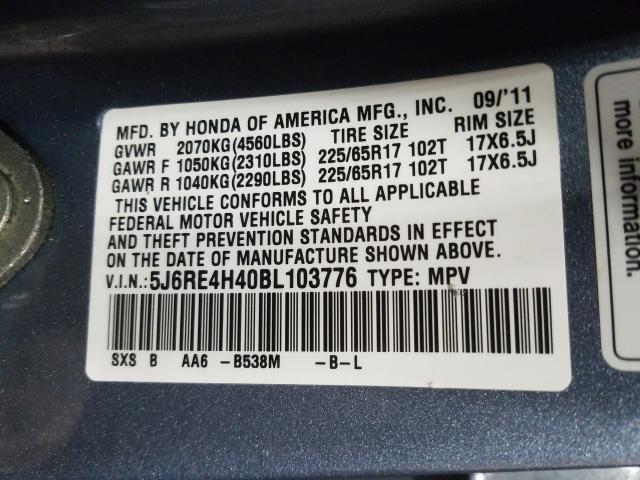 MFD. BY HONDA OF AMERICA MFG., INC. 09/'11
GVWR 2070KG(4560LBS) TIRE SIZE RIM SIZE
GAWR F 1050KG(2310LBS) 225/65R17 102T 17X6.5J
GAWR R 1040KG(2290LBS) 225/65R17 102T 17X6.5J
THIS VEHICLE CONFORMS TO ALL APPLICABLE
FEDERAL MOTOR VEHICLE SAFETY
AND THEFT PREVENTION STANDARDS IN EFFECT
ON THE DATE OF MANUFACTURE SHOWN ABOVE.
V.I.N.: 5J6RE4H40BL103776 TYPE: MPV
SXS B AA6 -B538M -B-L
more information.